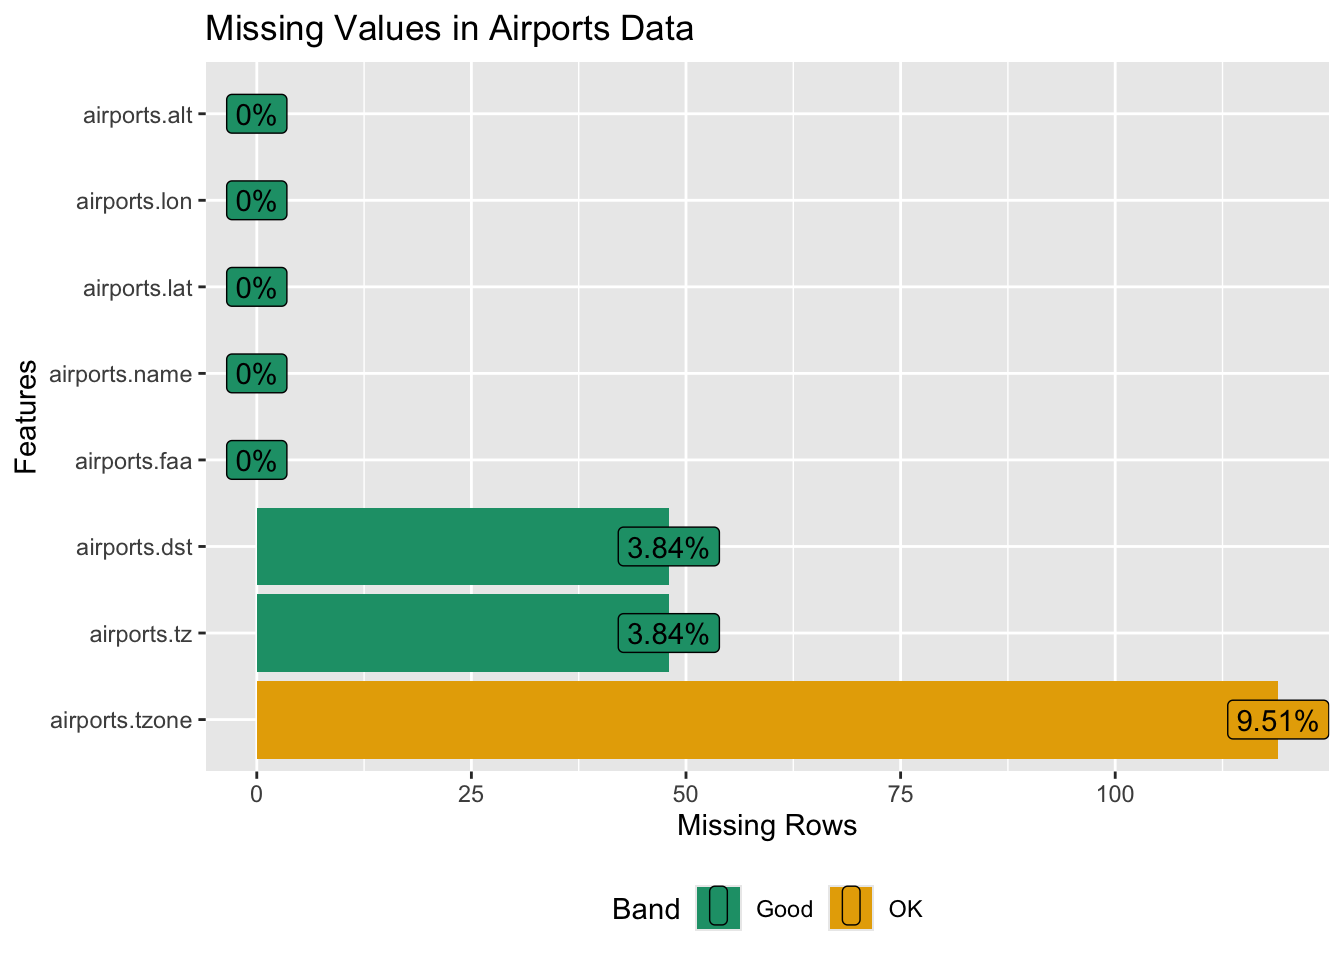 Missing Values in Airports Data
Features
airports.alt 0%
airports.lon 0%
airports.lat 0%
airports.name 0%
airports.faa 0%
airports.dst 3.84%
airports.tz 3.84%
airports.tzone 9.51%
0 25 50 75 100
Missing Rows
Band Good OK